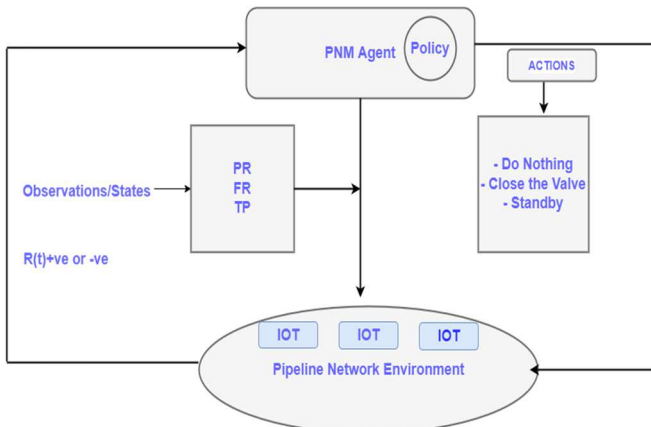 PNM Agent
Policy
ACTIONS
PR
FR
TP
Observations/States
- Do Nothing
- Close the Valve
- Standby
R(t)+ve or -ve
IOT
IOT
IOT
Pipeline Network Environment